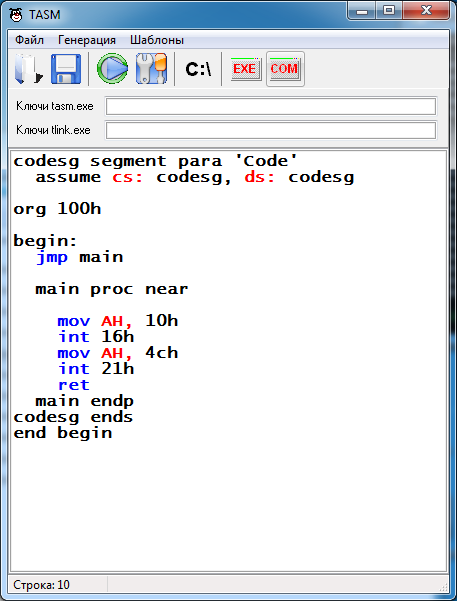 TASM
Файл Генерация Шаблоны
C:\ EXE COM
Ключи tasm.exe
Ключи tlink.exe
codesg segment para 'Code'
assume cs: codesg, ds: codesg
org 100h
begin:
jmp main
main proc near
mov AH, 10h
int 16h
mov AH, 4ch
int 21h
ret
main endp
codesg ends
end begin
Строка: 10